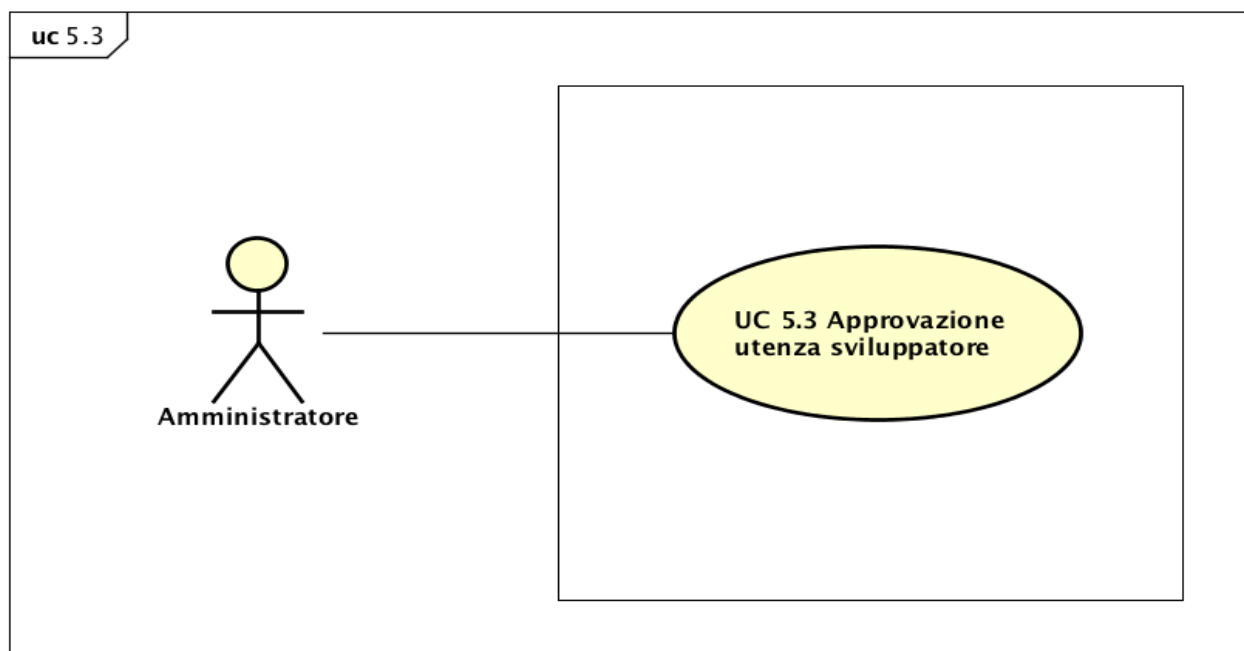 uc 5.3
UC 5.3 Approvazione
utenza sviluppatore
Amministratore